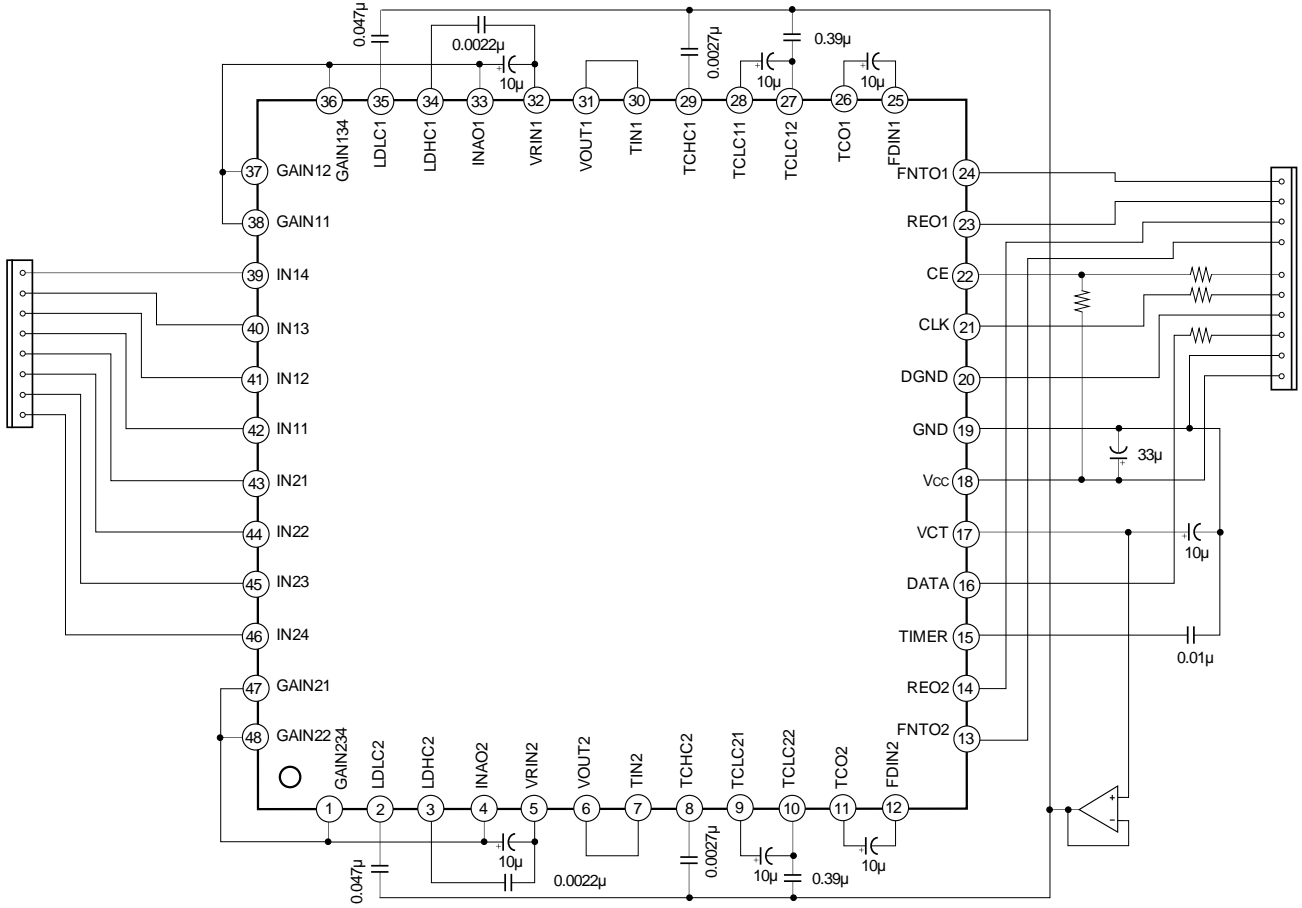 0.047µ
0.0022µ
+
10µ
0.0027µ
+
10µ
0.39µ
+
10µ
36
35
34
33
32
31
30
29
28
27
26
25
GAIN134
LDLC1
LDHC1
INAO1
VRIN1
VOUT1
TIN1
TCHC1
TCLC11
TCLC12
TCO1
FDIN1
37 GAIN12
38 GAIN11
39 IN14
40 IN13
41 IN12
42 IN11
43 IN21
44 IN22
45 IN23
46 IN24
47 GAIN21
48 GAIN22
FNTO1 24
REO1 23
CE 22
CLK 21
DGND 20
GND 19
33µ
+
Vcc 18
VCT 17
+
10µ
DATA 16
TIMER 15
0.01µ
REO2 14
FNTO2 13
GAIN234
LDLC2
LDHC2
INAO2
VRIN2
VOUT2
TIN2
TCHC2
TCLC21
TCLC22
TCO2
FDIN2
1
2
3
4
5
6
7
8
9
10
11
12
+
−
0.047µ
+
10µ
0.0022µ
0.0027µ
+
10µ
0.39µ
+
10µ